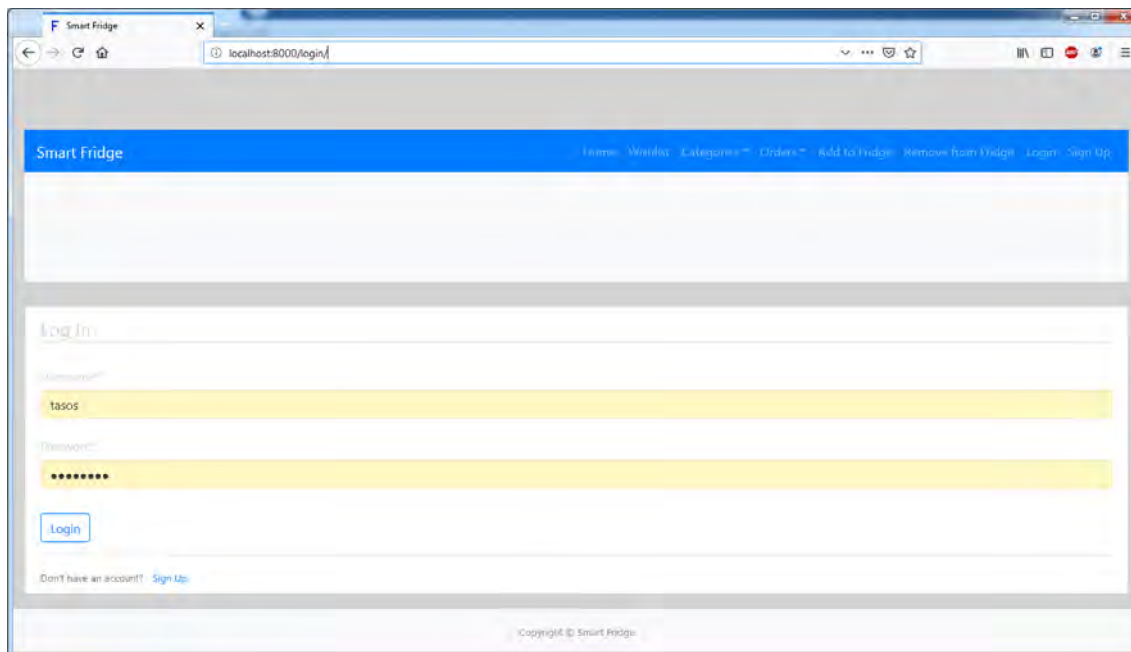 F Smart Fridge
localhost:8000/login/
Smart Fridge
Home Wishlist Categories Orders Add to Fridge Remove from Fridge Login Sign Up
Log In
Username*
tasos
Password*
••••••••
Login
Don't have an account? Sign Up
Copyright © Smart Fridge